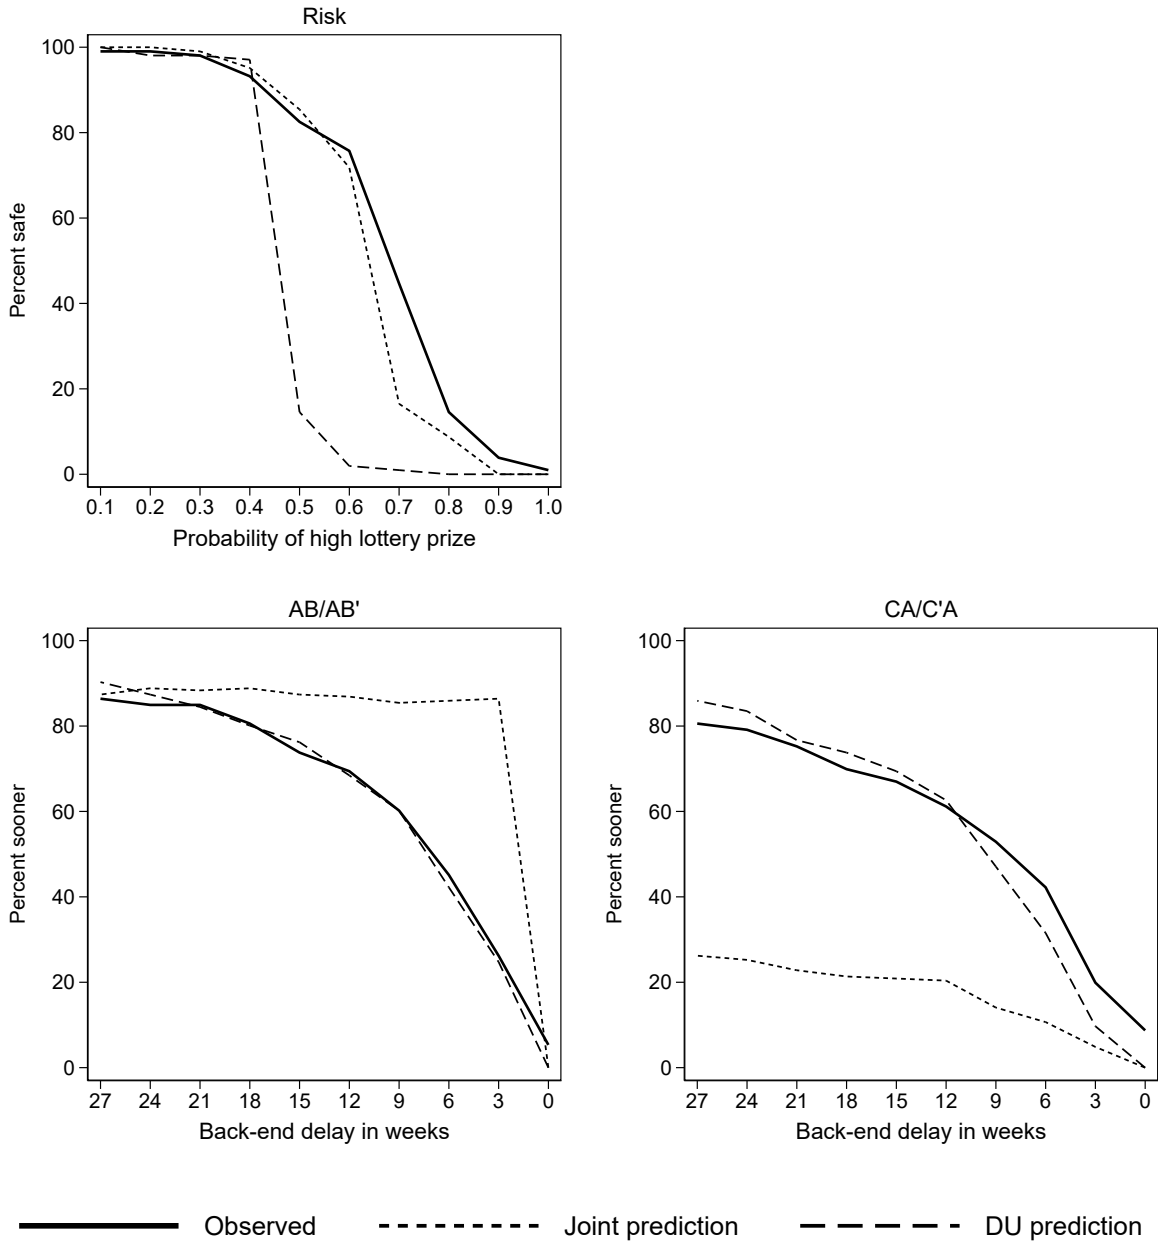 Risk
100
80
60
40
20
0
Percent safe
0.1 0.2 0.3 0.4 0.5 0.6 0.7 0.8 0.9 1.0
Probability of high lottery prize
AB/AB'
100
80
60
40
20
0
Percent sooner
27 24 21 18 15 12 9 6 3 0
Back-end delay in weeks
CA/C'A
100
80
60
40
20
0
Percent sooner
27 24 21 18 15 12 9 6 3 0
Back-end delay in weeks
Observed Joint prediction DU prediction